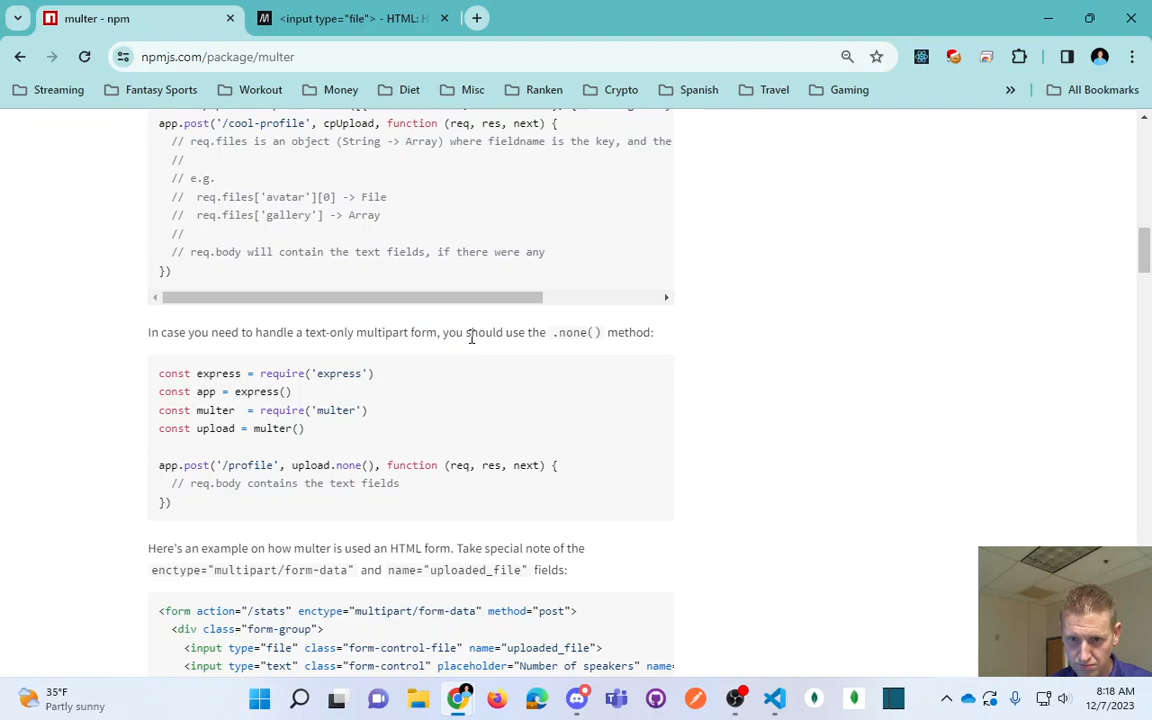 multer - npm
<input type="file"> - HTML: H
npmjs.com/package/multer
Streaming
Fantasy Sports
Workout
Money
Diet
Misc
Ranken
Crypto
Spanish
Travel
Gaming
»
All Bookmarks
app.post('/cool-profile', cpUpload, function (req, res, next) {
// req.files is an object (String -> Array) where fieldname is the key, and the
//
// e.g.
//  req.files['avatar'][0] -> File
//  req.files['gallery'] -> Array
//
// req.body will contain the text fields, if there were any
})
In case you need to handle a text-only multipart form, you should use the .none() method:
const express = require('express')
const app = express()
const multer  = require('multer')
const upload = multer()
app.post('/profile', upload.none(), function (req, res, next) {
// req.body contains the text fields
})
Here's an example on how multer is used an HTML form. Take special note of the
enctype="multipart/form-data" and name="uploaded_file" fields:
<form action="/stats" enctype="multipart/form-data" method="post">
<div class="form-group">
<input type="file" class="form-control-file" name="uploaded_file">
<input type="text" class="form-control" placeholder="Number of speakers" name=
35°F
Partly sunny
8:18 AM
12/7/2023